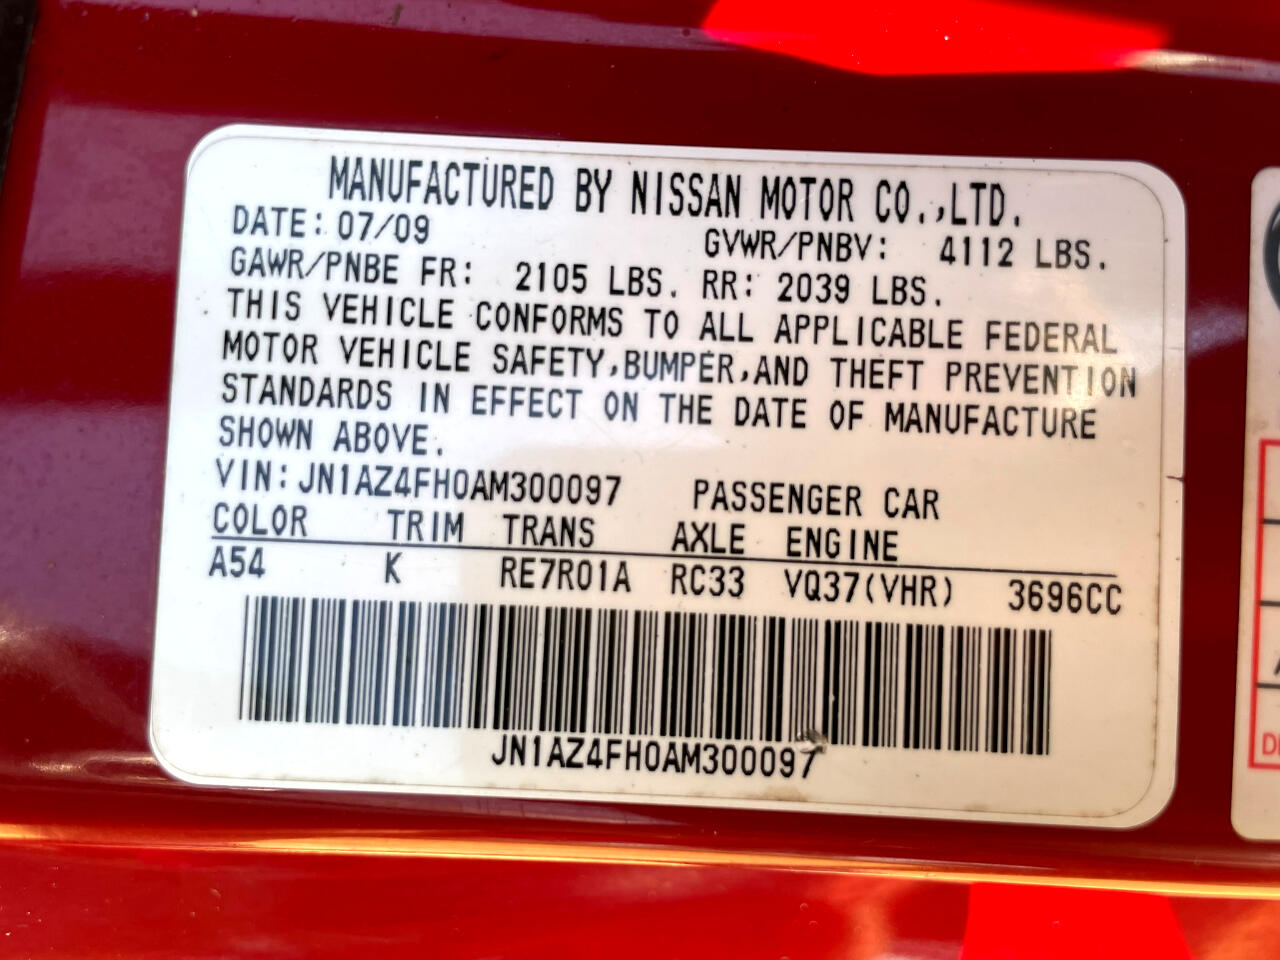 MANUFACTURED BY NISSAN MOTOR CO.,LTD.
DATE: 07/09 GVWR/PNBV: 4112 LBS.
GAWR/PNBE FR: 2105 LBS. RR: 2039 LBS.
THIS VEHICLE CONFORMS TO ALL APPLICABLE FEDERAL
MOTOR VEHICLE SAFETY,BUMPER,AND THEFT PREVENTION
STANDARDS IN EFFECT ON THE DATE OF MANUFACTURE
SHOWN ABOVE.
VIN:JN1AZ4FH0AM300097 PASSENGER CAR
COLOR TRIM TRANS AXLE ENGINE
A54 K RE7R01A RC33 VQ37(VHR) 3696CC
JN1AZ4FH0AM300097